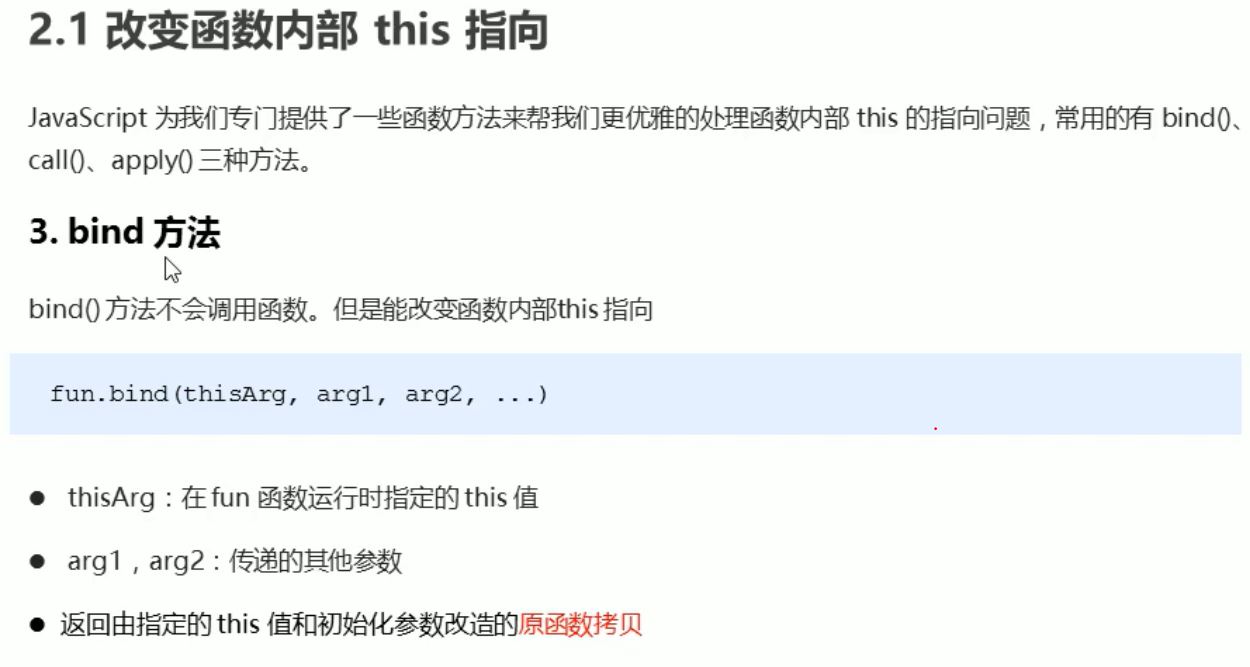 2.1 改变函数内部 this 指向
JavaScript 为我们专门提供了一些函数方法来帮我们更优雅的处理函数内部 this 的指向问题，常用的有 bind()、
call()、apply() 三种方法。
3. bind 方法
bind() 方法不会调用函数。但是能改变函数内部this 指向
fun.bind(thisArg, arg1, arg2, ...)
● thisArg：在 fun 函数运行时指定的 this 值
● arg1，arg2：传递的其他参数
● 返回由指定的 this 值和初始化参数改造的原函数拷贝